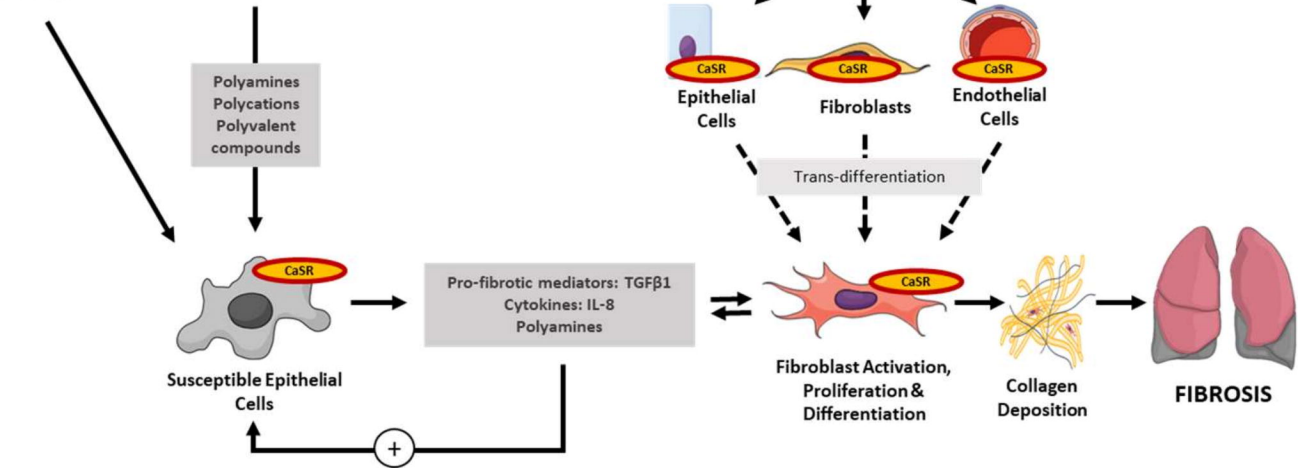 Polyamines
Polycations
Polyvalent
compounds
CaSR
CaSR
CaSR
Epithelial
Cells
Fibroblasts
Endothelial
Cells
Trans-differentiation
CaSR
Susceptible Epithelial
Cells
Pro-fibrotic mediators: TGFβ1
Cytokines: IL-8
Polyamines
+
CaSR
Fibroblast Activation,
Proliferation &
Differentiation
Collagen
Deposition
FIBROSIS